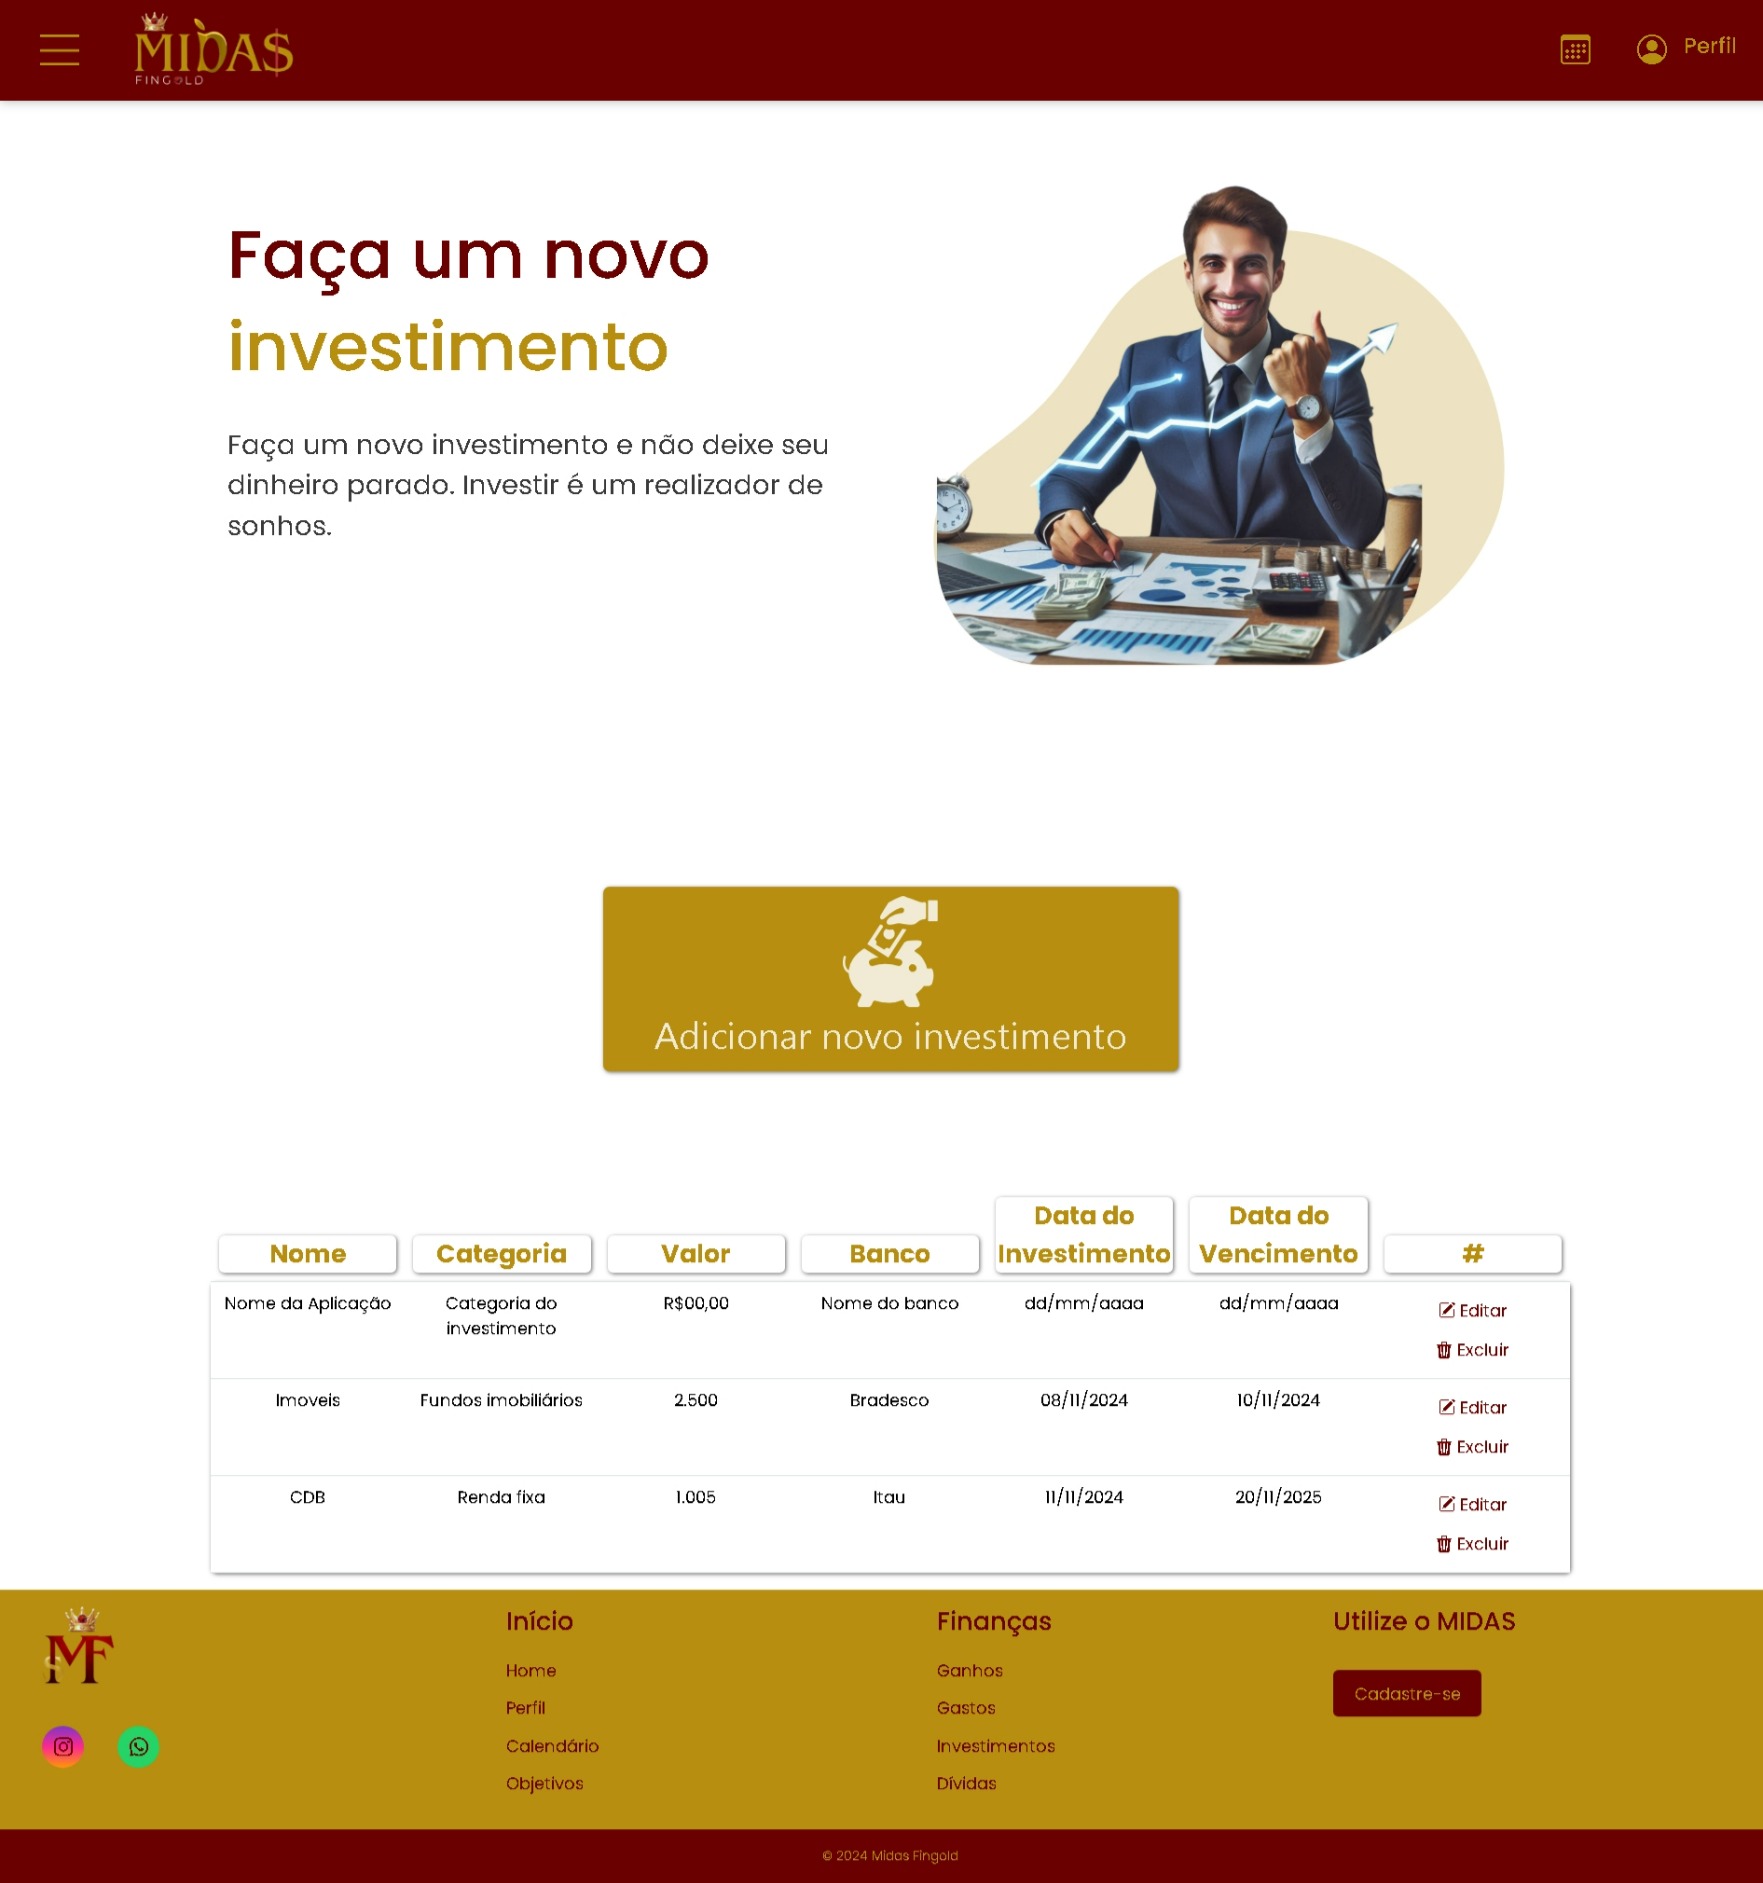 MIDAS
FINGOLD
Perfil
Faça um novo
investimento
Faça um novo investimento e não deixe seu
dinheiro parado. Investir é um realizador de
sonhos.
Adicionar novo investimento
Nome Categoria Valor Banco Data do Investimento Data do Vencimento #
Nome da Aplicação Categoria do investimento R$00,00 Nome do banco dd/mm/aaaa dd/mm/aaaa Editar
Excluir
Imoveis Fundos imobiliários 2.500 Bradesco 08/11/2024 10/11/2024 Editar
Excluir
CDB Renda fixa 1.005 Itau 11/11/2024 20/11/2025 Editar
Excluir
MF
Início
Home
Perfil
Calendário
Objetivos
Finanças
Ganhos
Gastos
Investimentos
Dívidas
Utilize o MIDAS
Cadastre-se
© 2024 Midas Fingold